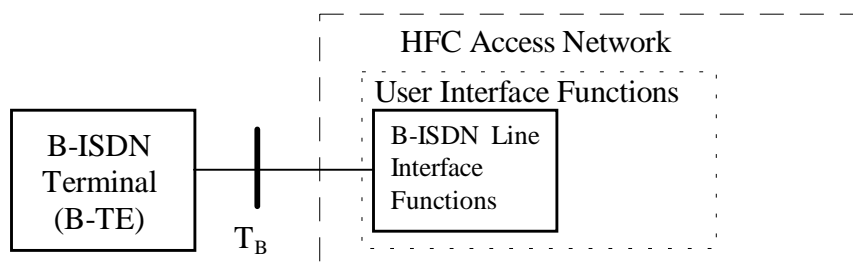 HFC Access Network
User Interface Functions
B-ISDN
Terminal
(B-TE)
B-ISDN Line
Interface
Functions
T_B